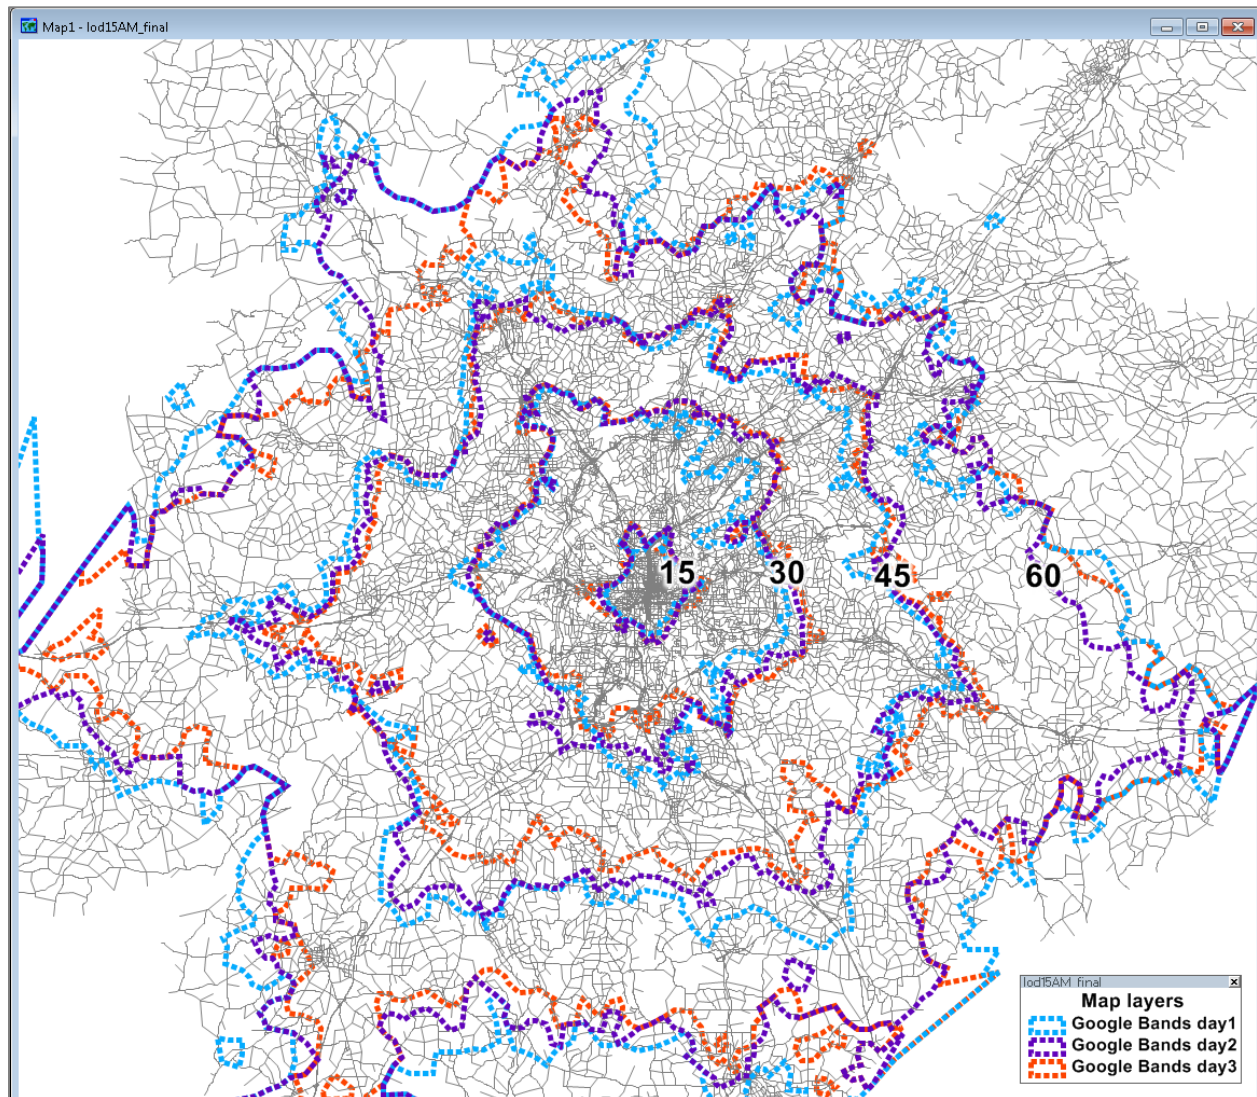 Map1 - lod15AM_final
15 30 45 60
lod15AM_final
Map layers
Google Bands day1
Google Bands day2
Google Bands day3